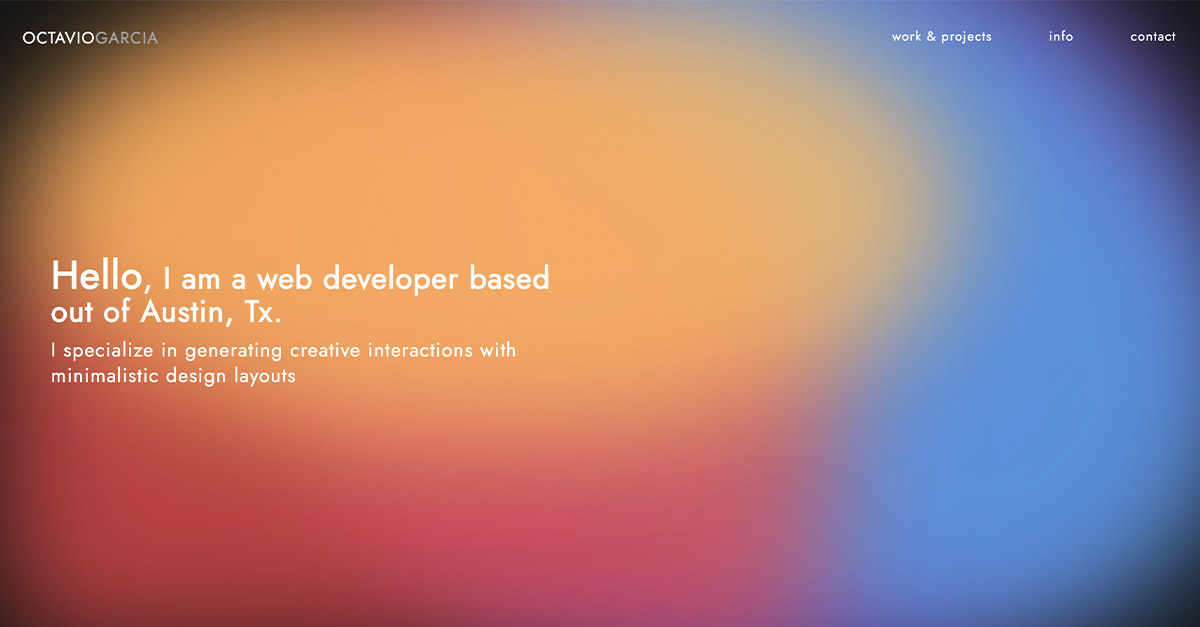 OCTAVIOGARCIA
work & projects
info
contact
Hello, I am a web developer based
out of Austin, Tx.
I specialize in generating creative interactions with
minimalistic design layouts